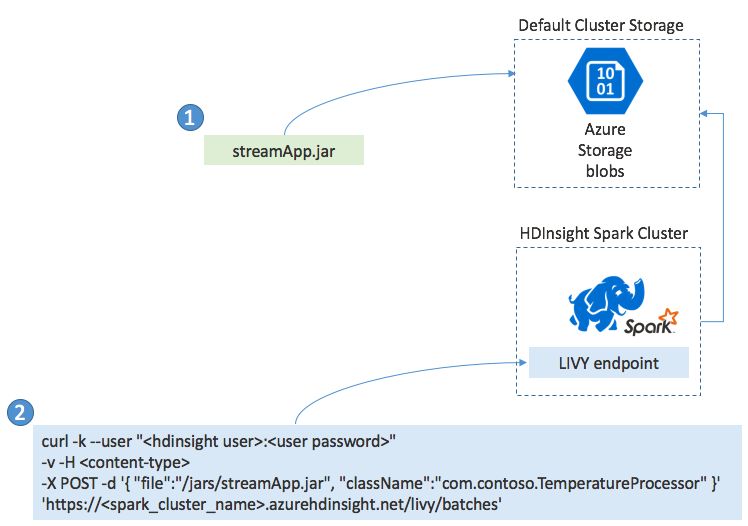 Default Cluster Storage
10
01
Azure
Storage
blobs
1
streamApp.jar
HDInsight Spark Cluster
Spark
LIVY endpoint
2
curl -k --user "<hdinsight user>:<user password>"
-v -H <content-type>
-X POST -d '{ "file":"/jars/streamApp.jar", "className":"com.contoso.TemperatureProcessor" }'
'https://<spark_cluster_name>.azurehdinsight.net/livy/batches'